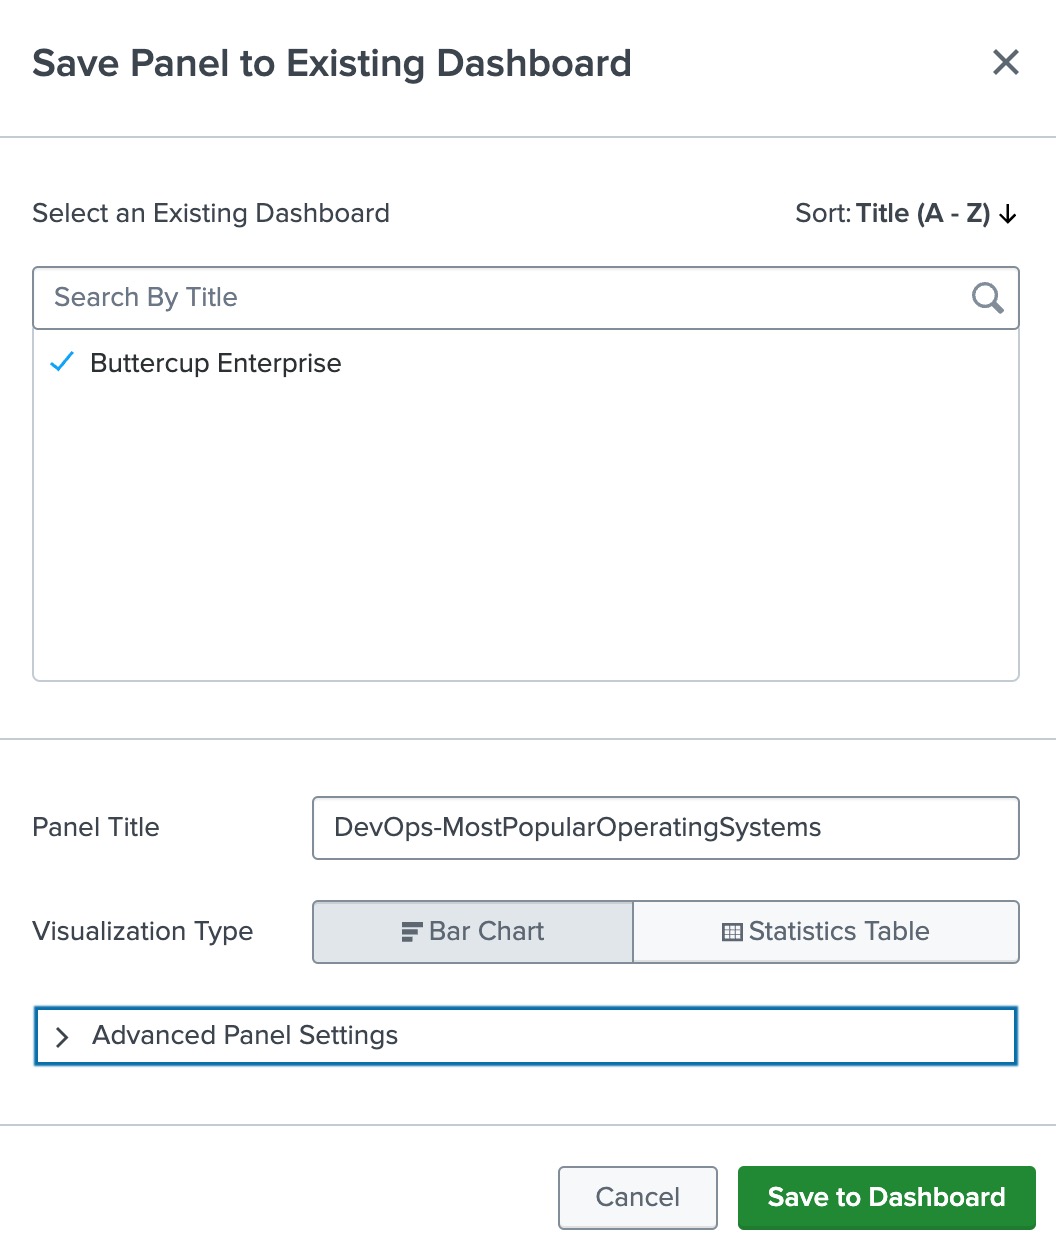 Save Panel to Existing Dashboard
Select an Existing Dashboard
Sort: Title (A - Z)
Search By Title
Buttercup Enterprise
Panel Title
DevOps-MostPopularOperatingSystems
Visualization Type
Bar Chart
Statistics Table
Advanced Panel Settings
Cancel
Save to Dashboard